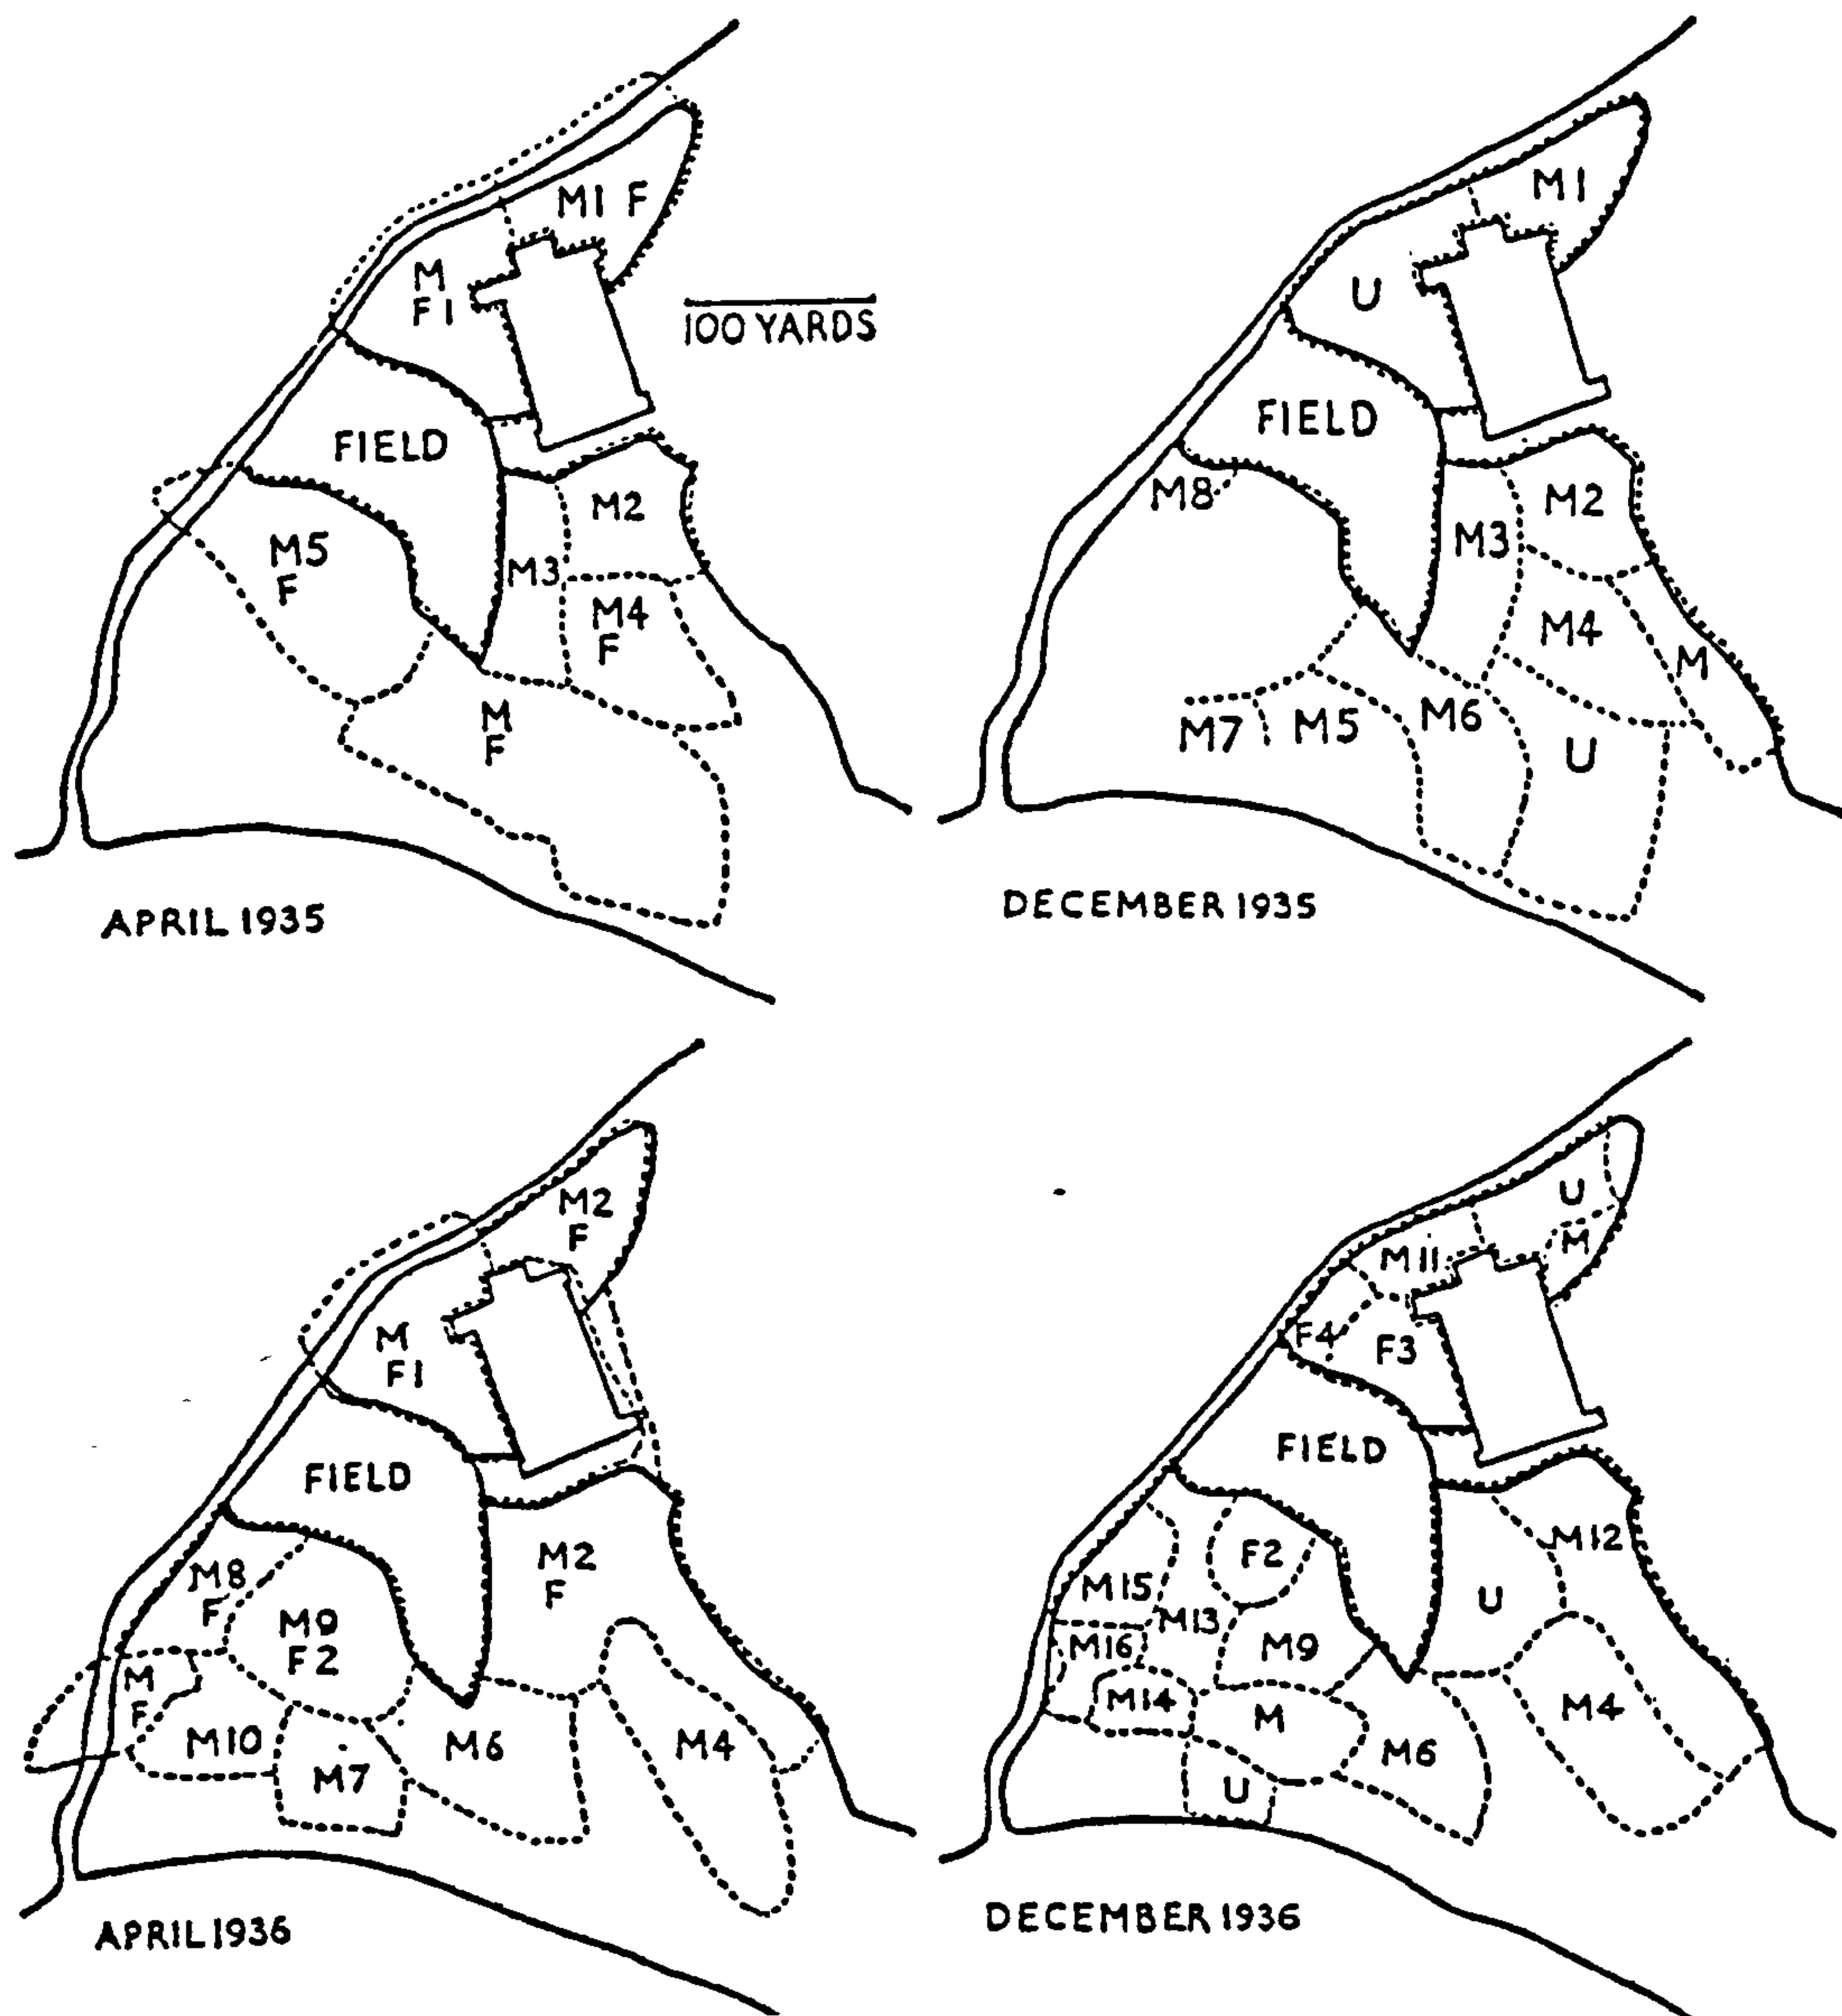 M1 F
M
F1
100 YARDS
FIELD
M2
M5
F
M3
M4
F
M
F
APRIL 1935
M1
U
FIELD
M8
M2
M3
M4
M
M7
M5
M6
U
DECEMBER 1935
M2
F
M
F1
FIELD
M2
F
M8
F
M9
F2
M
F
M10
M6
M4
M7
APRIL 1936
U
M
M11
F4
F3
FIELD
M12
F2
M15
U
M13
M16
M9
M14
M
M4
M6
U
DECEMBER 1936